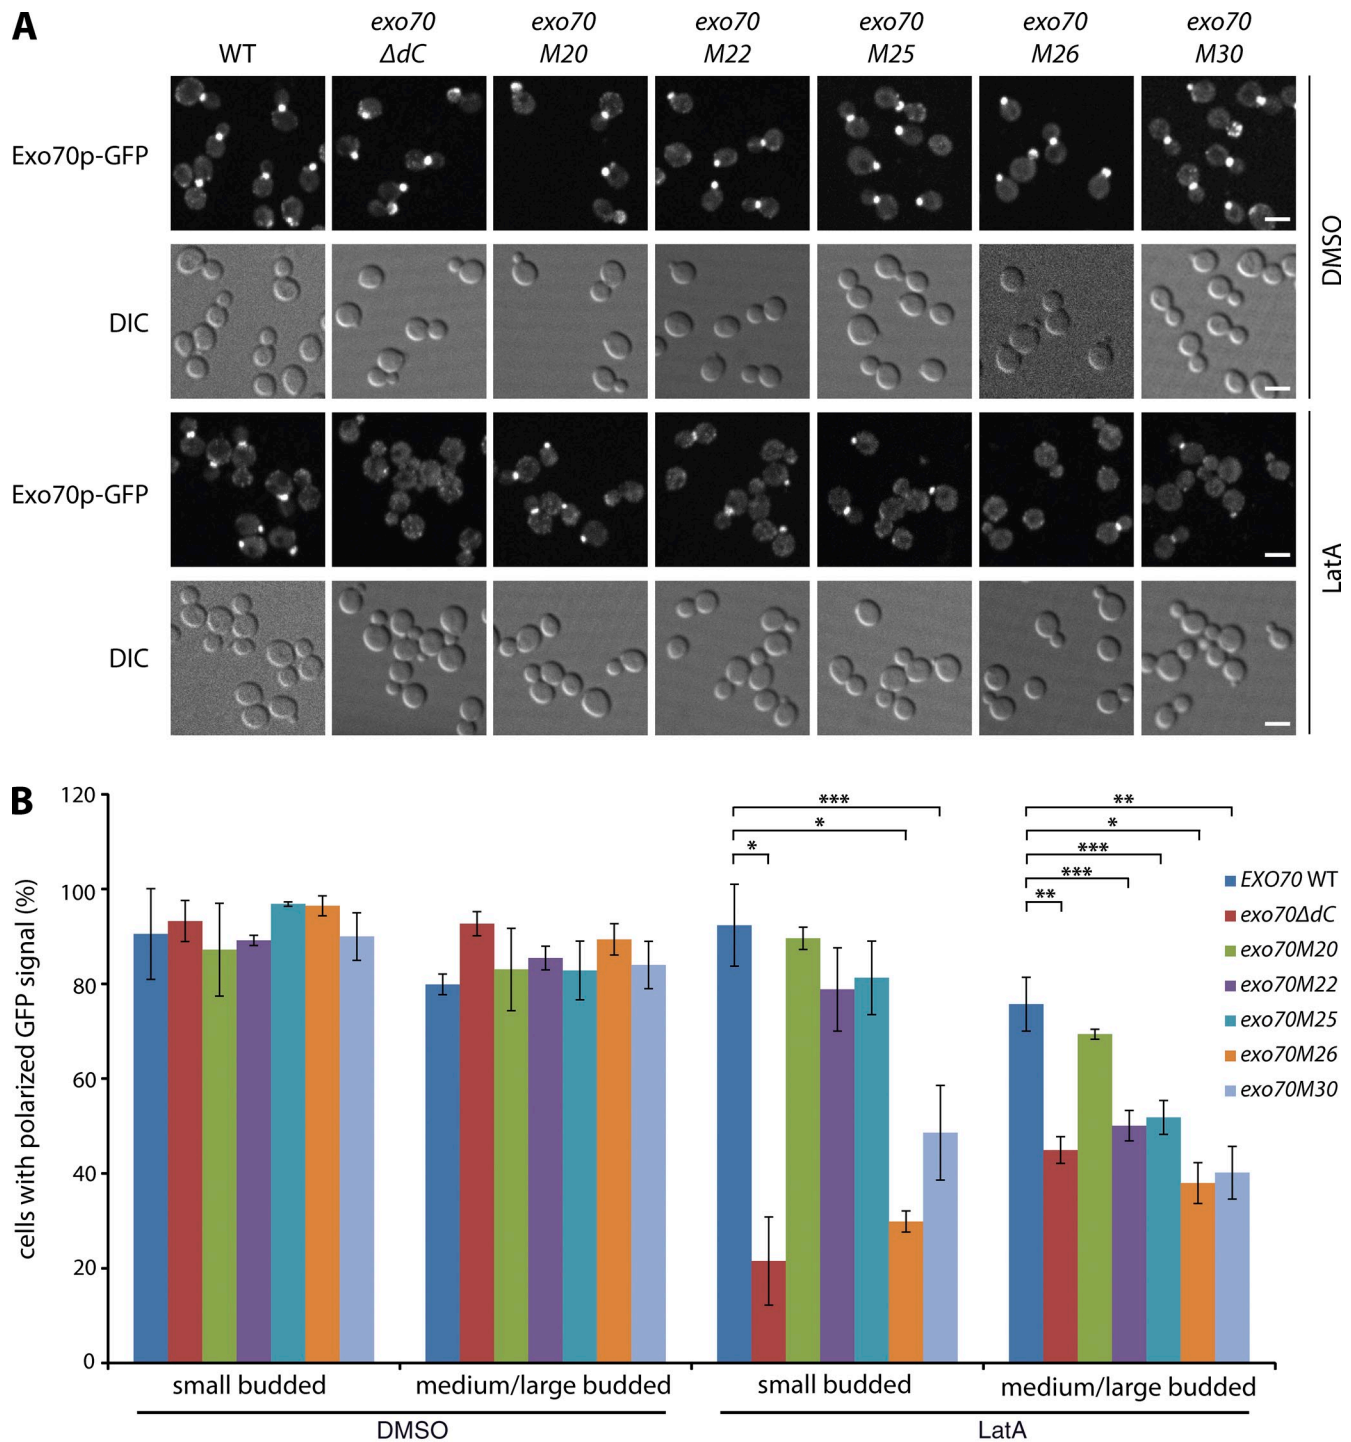 A
WT
exo70 ΔdC
exo70 M20
exo70 M22
exo70 M25
exo70 M26
exo70 M30
Exo70p-GFP
DIC
DMSO
Exo70p-GFP
DIC
LatA
B
cells with polarized GFP signal (%)
120
100
80
60
40
20
0
***
*
*
**
*
***
***
**
EXO70 WT
exo70ΔdC
exo70M20
exo70M22
exo70M25
exo70M26
exo70M30
small budded
medium/large budded
small budded
medium/large budded
DMSO
LatA